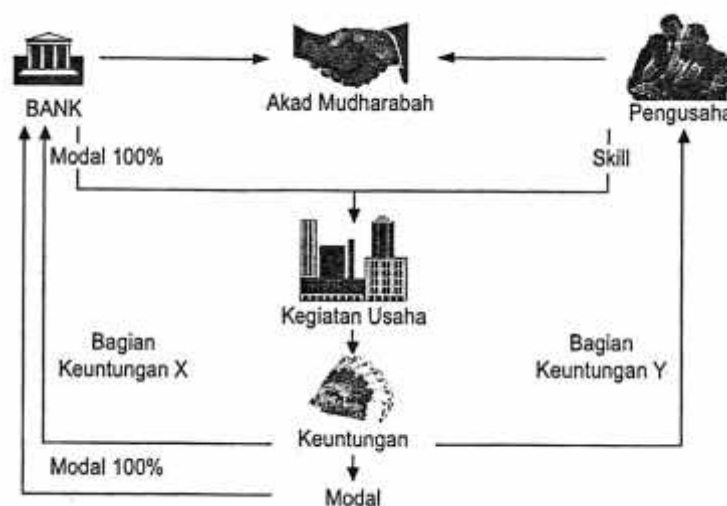 Akad Mudharabah
BANK
Pengusaha
Modal 100%
Skill
Kegiatan Usaha
Bagian
Keuntungan X
Bagian
Keuntungan Y
Keuntungan
Modal 100%
Modal